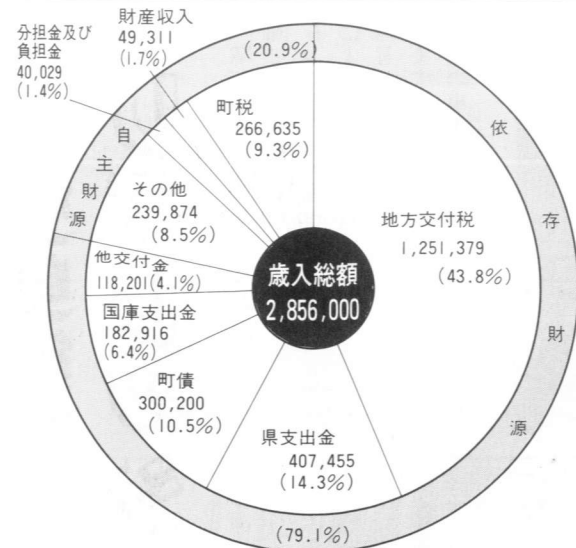 分担金及び
負担金
40,029
(1.4%)
財産収入
49,311
(1.7%)
(20.9%)
町税
266,635
(9.3%)
自主財源
その他
239,874
(8.5%)
他交付金
118,201(4.1%)
国庫支出金
182,916
(6.4%)
町債
300,200
(10.5%)
県支出金
407,455
(14.3%)
地方交付税
1,251,379
(43.8%)
歳入総額
2,856,000
依存財源
(79.1%)